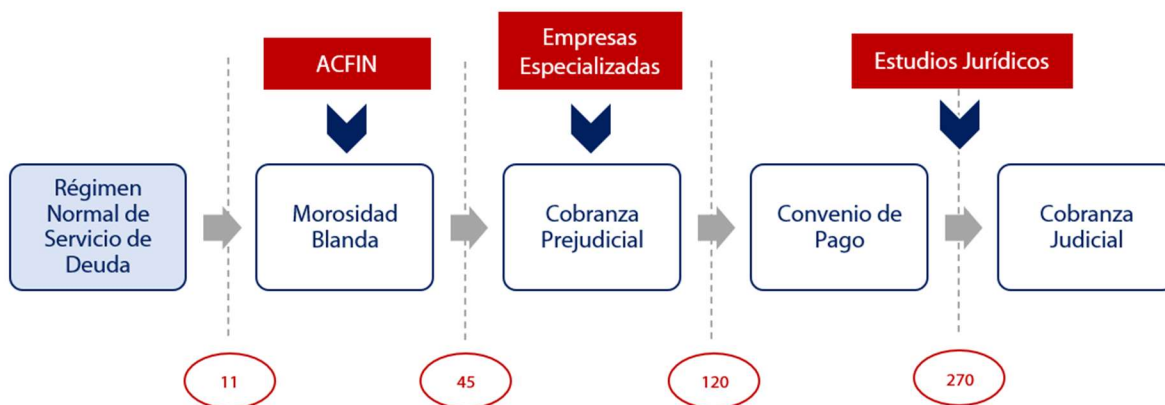 ACFIN
Empresas
Especializadas
Estudios Jurídicos
Régimen
Normal de
Servicio de
Deuda
Morosidad
Blanda
Cobranza
Prejudicial
Convenio de
Pago
Cobranza
Judicial
11
45
120
270